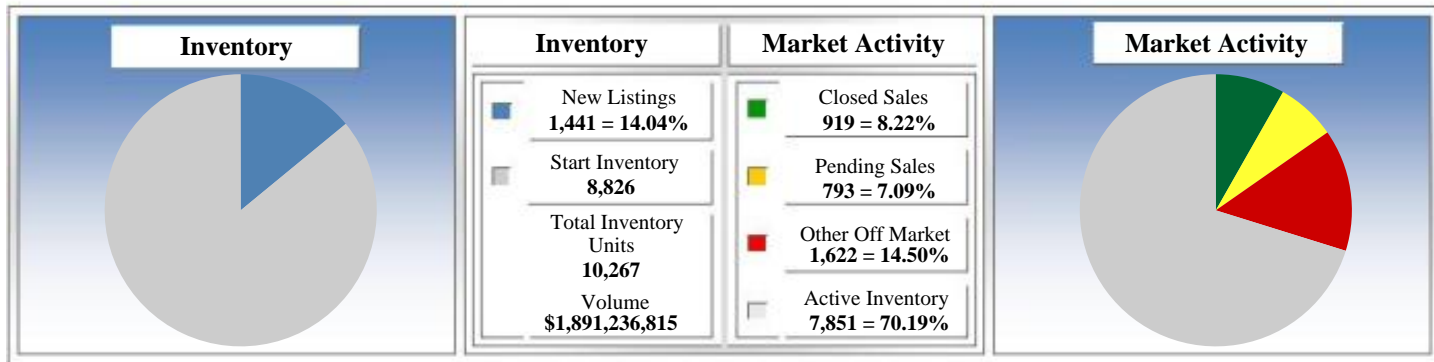 Inventory
Inventory
Market Activity
Market Activity
New Listings
1,441 = 14.04%
Start Inventory
8,826
Total Inventory
Units
10,267
Volume
$1,891,236,815
Closed Sales
919 = 8.22%
Pending Sales
793 = 7.09%
Other Off Market
1,622 = 14.50%
Active Inventory
7,851 = 70.19%